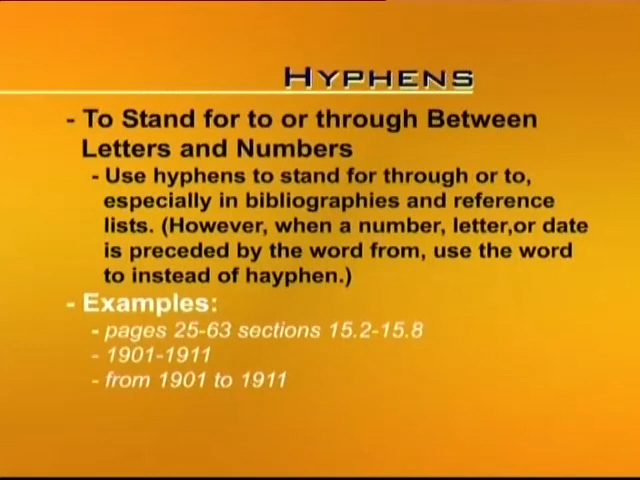 HYPHENS
- To Stand for to or through Between
Letters and Numbers
- Use hyphens to stand for through or to,
especially in bibliographies and reference
lists. (However, when a number, letter,or date
is preceded by the word from, use the word
to instead of hayphen.)
- Examples:
- pages 25-63 sections 15.2-15.8
- 1901-1911
- from 1901 to 1911